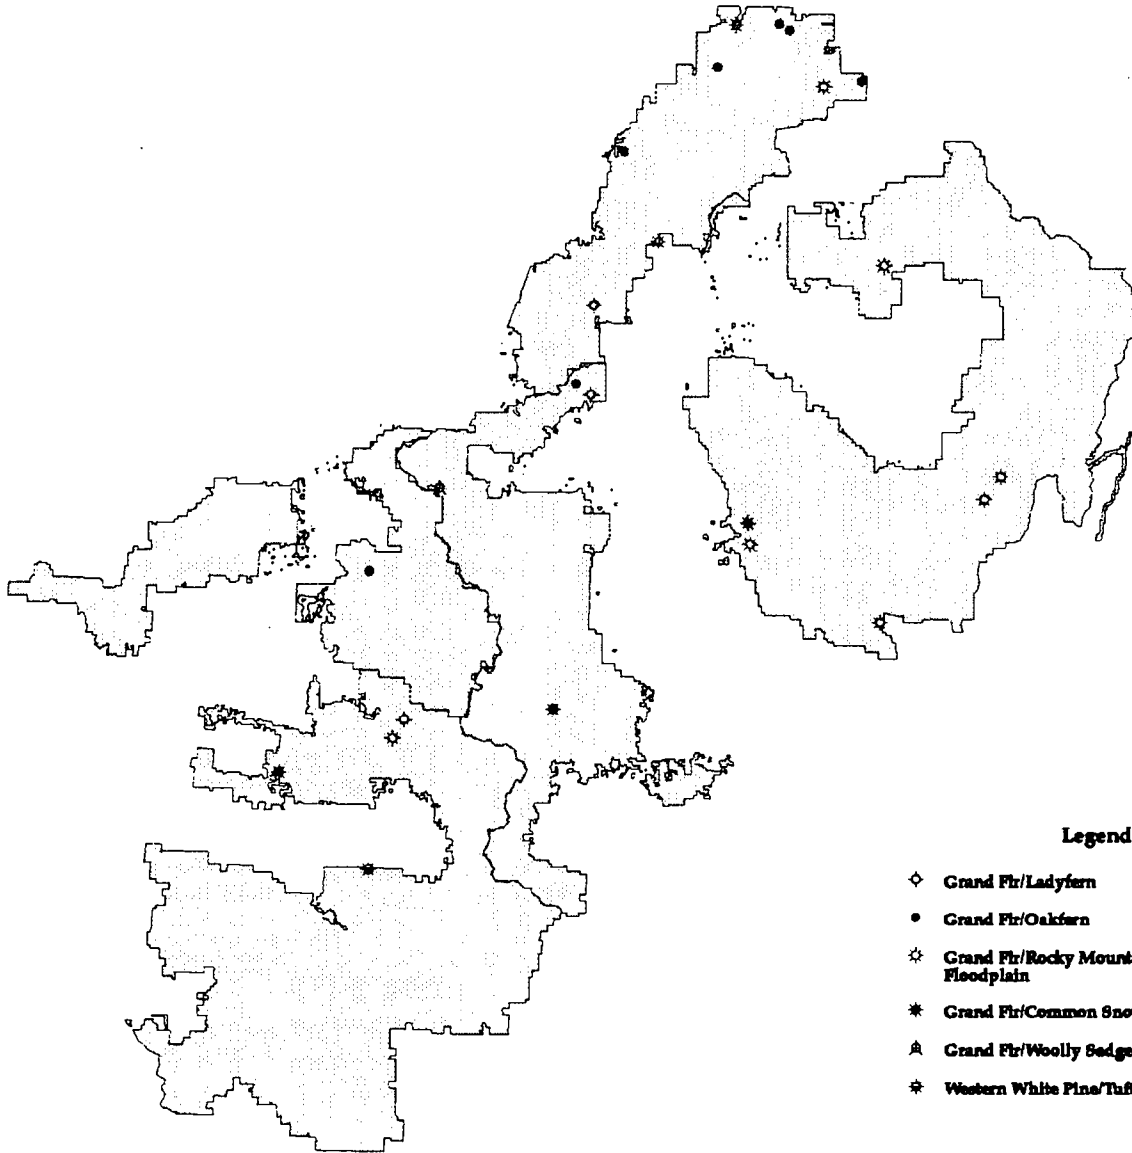 Legend
Grand Fir/Ladyfern
Grand Fir/Oakfern
Grand Fir/Rocky Mount
Floodplain
Grand Fir/Common Sno
Grand Fir/Woolly Sedge
Western White Pine/Tuft